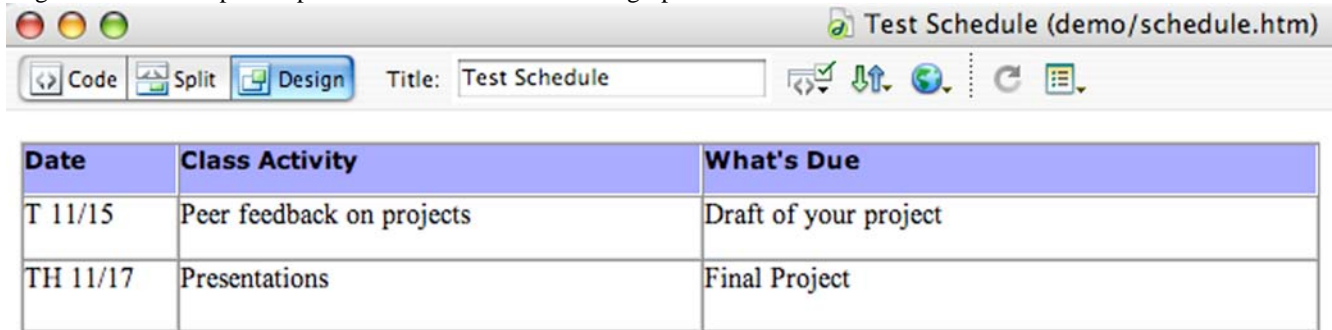 Test Schedule (demo/schedule.htm)
Code Split Design Title: Test Schedule
Date Class Activity What's Due
T 11/15 Peer feedback on projects Draft of your project
TH 11/17 Presentations Final Project